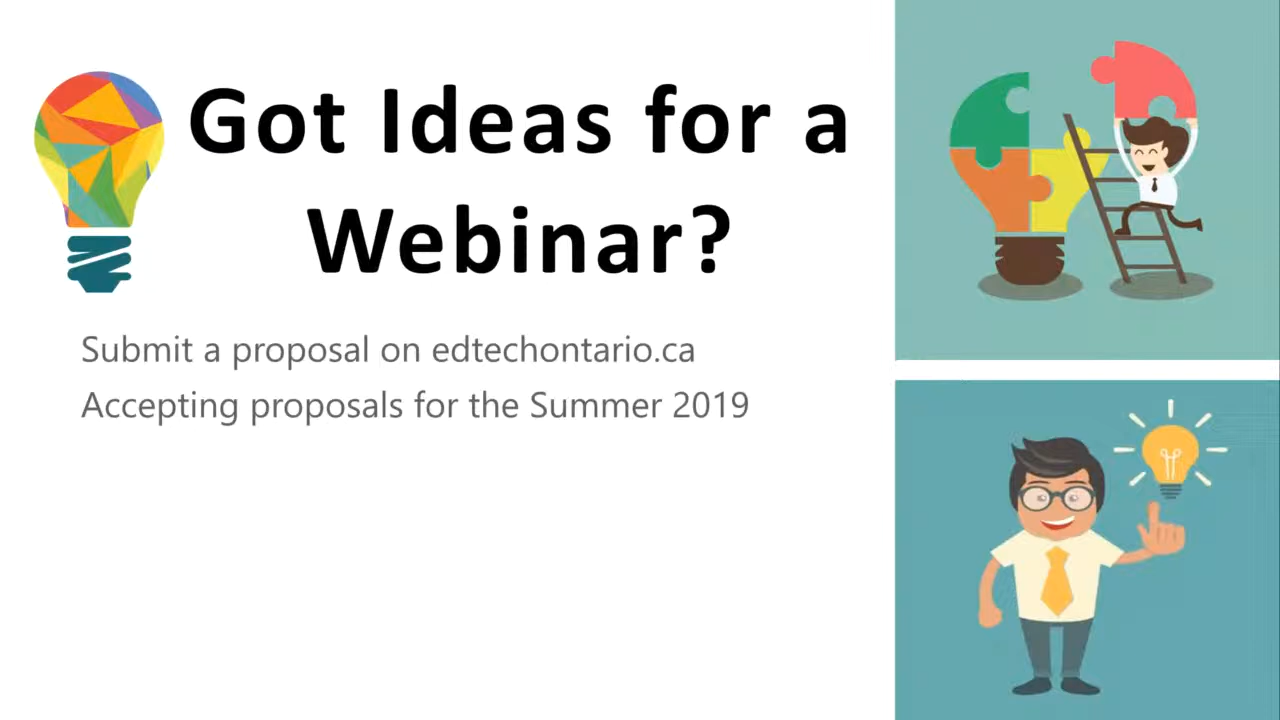 Got Ideas for a
Webinar?
Submit a proposal on edtechontario.ca
Accepting proposals for the Summer 2019